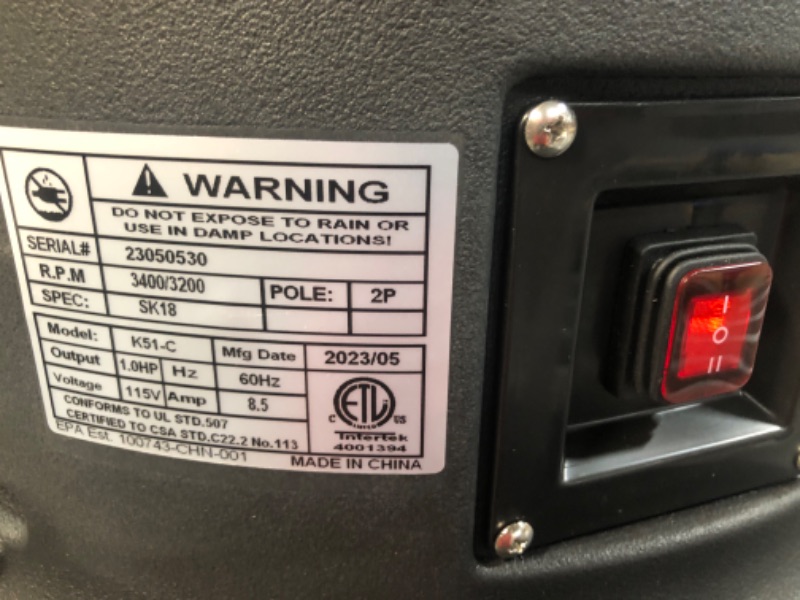 WARNING
DO NOT EXPOSE TO RAIN OR
USE IN DAMP LOCATIONS!
SERIAL# 23050530
R.P.M 3400/3200 POLE: 2P
SPEC: SK18
Model: K51-C Mfg Date 2023/05
Output 1.0HP Hz 60Hz
Voltage 115V Amp 8.5
CONFORMS TO UL STD.507
CERTIFIED TO CSA STD.C22.2 No.113
EPA Est. 100743-CHN-001
ETL
C US
LISTED
Intertek
4001394
MADE IN CHINA
I
O
II